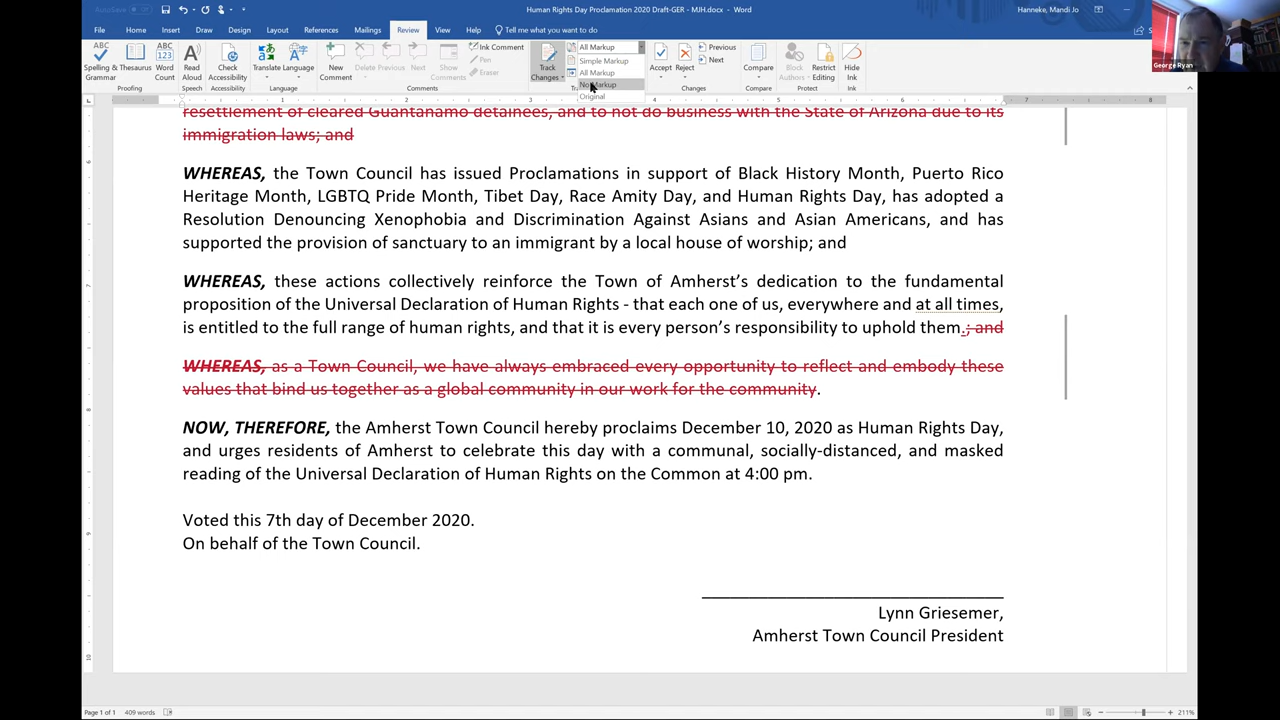 AutoSave Off
Human Rights Day Proclamation 2020 Draft-GER - MJH.docx - Word
Hanneke, Mandi Jo
File Home Insert Draw Design Layout References Mailings Review View Help Tell me what you want to do
Spelling & Grammar
Thesaurus
Word Count
Read Aloud
Check Accessibility
Translate
Language
New Comment
Delete
Previous
Next
Show Comments
Ink Comment
Pen
Eraser
Track Changes
All Markup
Simple Markup
All Markup
No Markup
Original
Accept
Reject
Previous
Next
Compare
Block Authors
Restrict Editing
Hide Ink
Proofing
Speech
Accessibility
Language
Comments
Changes
Compare
Protect
Ink
George Ryan
resettlement of cleared Guantanamo detainees, and to not do business with the State of Arizona due to its
immigration laws; and
WHEREAS, the Town Council has issued Proclamations in support of Black History Month, Puerto Rico
Heritage Month, LGBTQ Pride Month, Tibet Day, Race Amity Day, and Human Rights Day, has adopted a
Resolution Denouncing Xenophobia and Discrimination Against Asians and Asian Americans, and has
supported the provision of sanctuary to an immigrant by a local house of worship; and
WHEREAS, these actions collectively reinforce the Town of Amherst’s dedication to the fundamental
proposition of the Universal Declaration of Human Rights - that each one of us, everywhere and at all times,
is entitled to the full range of human rights, and that it is every person’s responsibility to uphold them.; and
WHEREAS, as a Town Council, we have always embraced every opportunity to reflect and embody these
values that bind us together as a global community in our work for the community.
NOW, THEREFORE, the Amherst Town Council hereby proclaims December 10, 2020 as Human Rights Day,
and urges residents of Amherst to celebrate this day with a communal, socially-distanced, and masked
reading of the Universal Declaration of Human Rights on the Common at 4:00 pm.
Voted this 7th day of December 2020.
On behalf of the Town Council.
Lynn Griesemer,
Amherst Town Council President
Page 1 of 1 409 words
211%